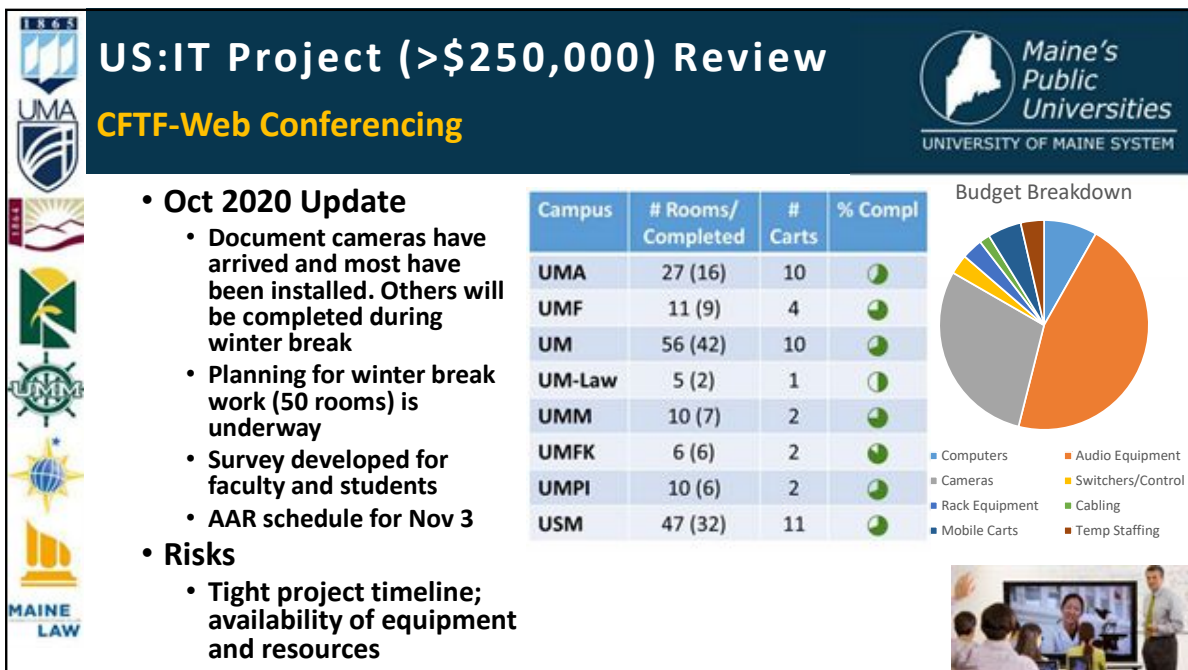 1865
US:IT Project (>$250,000) Review
CFTF-Web Conferencing
Maine's
Public
Universities
UNIVERSITY OF MAINE SYSTEM
UMA
1864
UMM
MAINE
LAW
• Oct 2020 Update
• Document cameras have
arrived and most have
been installed. Others will
be completed during
winter break
• Planning for winter break
work (50 rooms) is
underway
• Survey developed for
faculty and students
• AAR schedule for Nov 3
• Risks
• Tight project timeline;
availability of equipment
and resources
Campus # Rooms/ Completed # Carts % Compl
UMA 27 (16) 10
UMF 11 (9) 4
UM 56 (42) 10
UM-Law 5 (2) 1
UMM 10 (7) 2
UMFK 6 (6) 2
UMPI 10 (6) 2
USM 47 (32) 11
Budget Breakdown
Computers Audio Equipment
Cameras Switchers/Control
Rack Equipment Cabling
Mobile Carts Temp Staffing